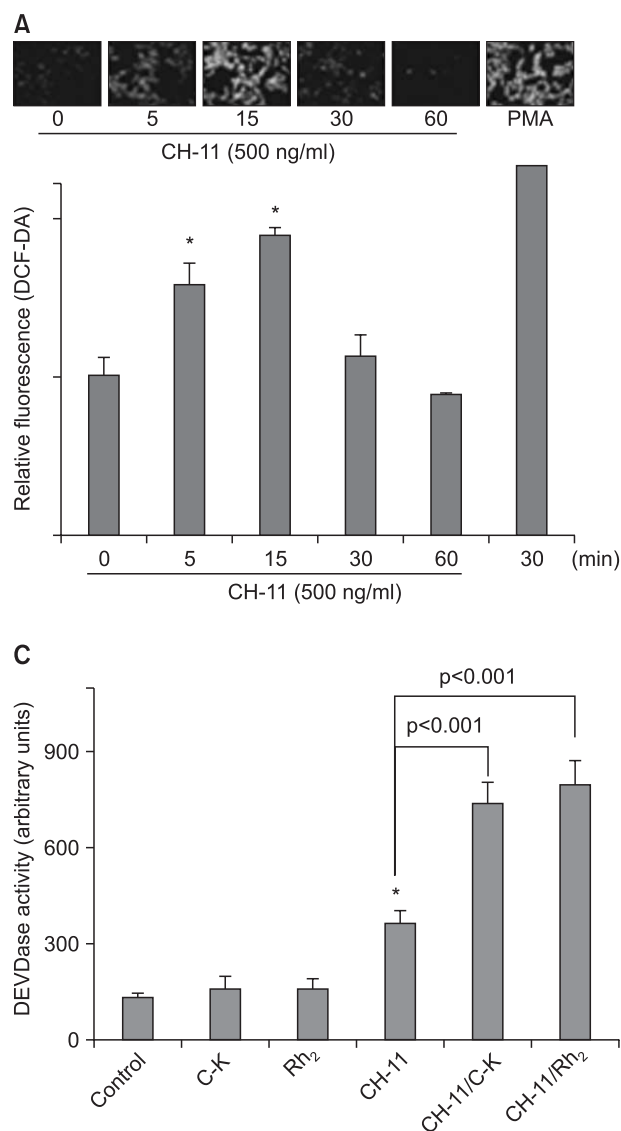 A
0 5 15 30 60 PMA
CH-11 (500 ng/ml)
Relative fluorescence (DCF-DA)
* *
0 5 15 30 60 30 (min)
CH-11 (500 ng/ml)
C
DEVDase activity (arbitrary units)
900
600
300
0
p<0.001
p<0.001
*
Control C-K Rh₂ CH-11 CH-11/C-K CH-11/Rh₂